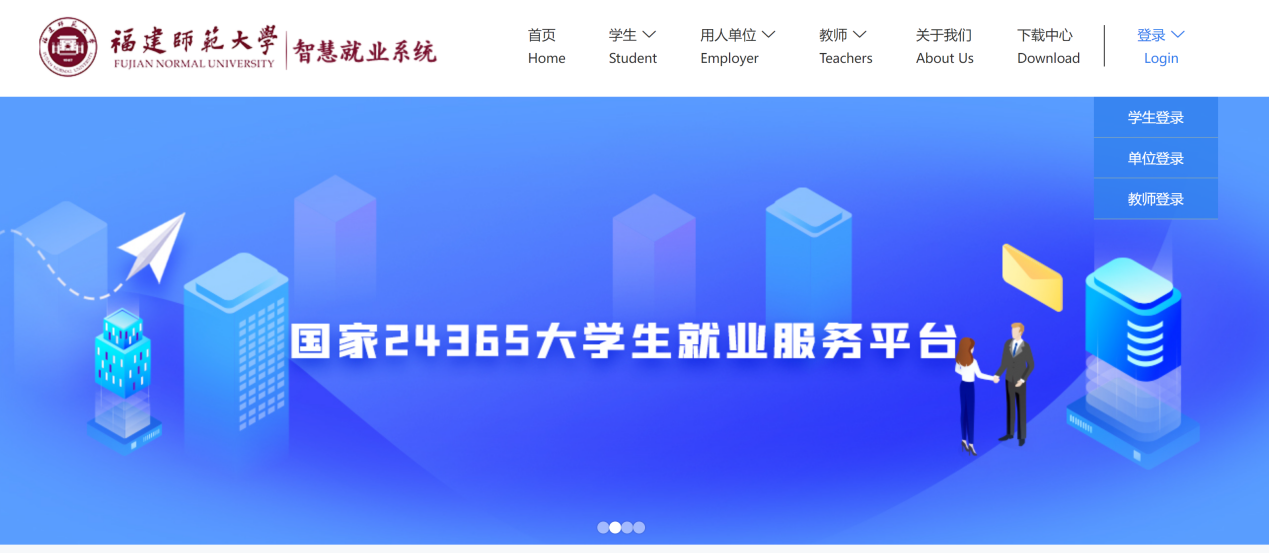 福建师范大學
FUJIAN NORMAL UNIVERSITY
智慧就业系统
首页
Home
学生
Student
用人单位
Employer
教师
Teachers
关于我们
About Us
下载中心
Download
登录
Login
学生登录
单位登录
教师登录
国家24365大学生就业服务平台